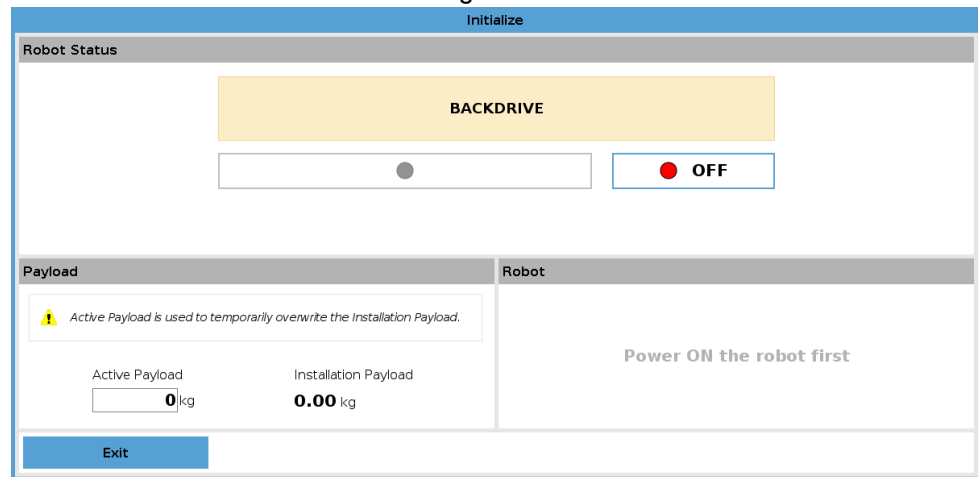 Initialize
Robot Status
BACKDRIVE
OFF
Payload
Robot
Active Payload is used to temporarily overwrite the Installation Payload.
Power ON the robot first
Active Payload
Installation Payload
0 kg
0.00 kg
Exit